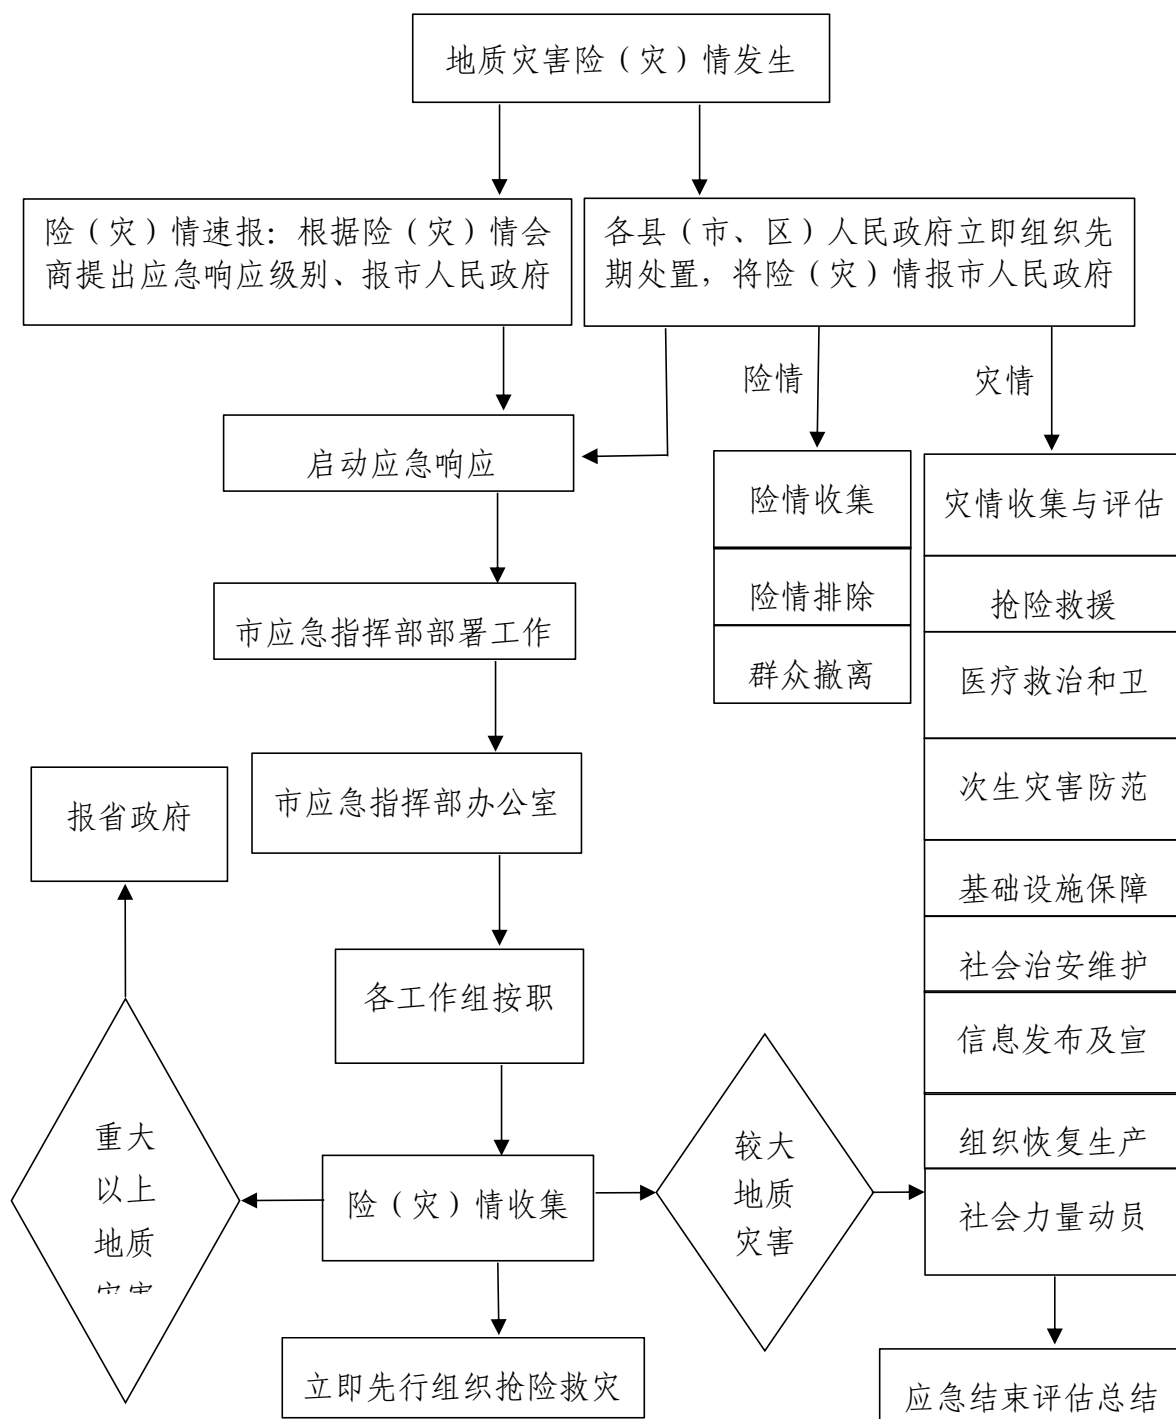 地质灾害险（灾）情发生
险（灾）情速报：根据险（灾）情会
商提出应急响应级别、报市人民政府
各县（市、区）人民政府立即组织先
期处置，将险（灾）情报市人民政府
险情
灾情
启动应急响应
险情收集
险情排除
群众撤离
灾情收集与评估
抢险救援
医疗救治和卫
次生灾害防范
基础设施保障
社会治安维护
信息发布及宣
组织恢复生产
社会力量动员
市应急指挥部部署工作
市应急指挥部办公室
报省政府
各工作组按职
重大
以上
地质
灾害
险（灾）情收集
较大
地质
灾害
立即先行组织抢险救灾
应急结束评估总结